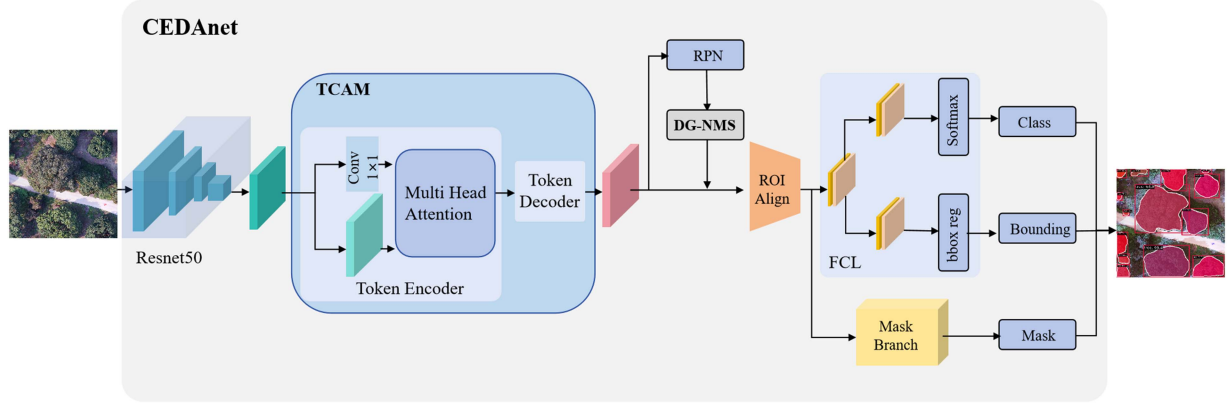 CEDAnet
Resnet50
TCAM
Conv
1×1
Multi Head
Attention
Token Encoder
Token
Decoder
RPN
DG-NMS
ROI
Align
FCL
Softmax
bbox reg
Class
Bounding
Mask
Branch
Mask